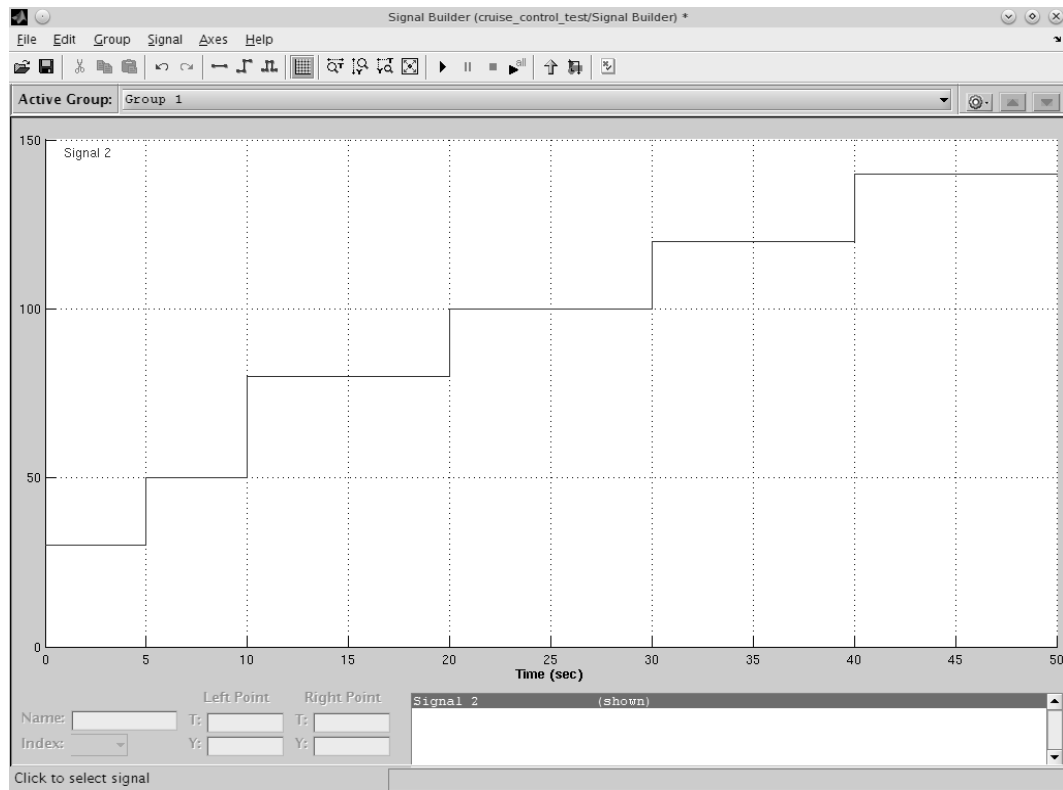 Signal Builder (cruise_control_test/Signal Builder) *
File Edit Group Signal Axes Help
all
Active Group: Group 1
150
Signal 2
100
50
0
0 5 10 15 20 25 30 35 40 45 50
Time (sec)
Left Point Right Point
Name: T: T:
Index: Y: Y:
Signal 2 (shown)
Click to select signal